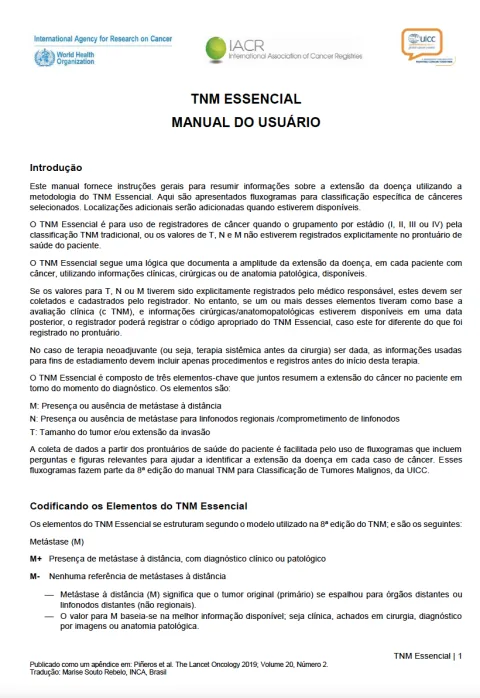 International Agency for Research on Cancer
World Health
Organization
IACR
International Association of Cancer Registries
uicc
TNM ESSENCIAL
MANUAL DO USUÁRIO
Introdução
Este manual fornece instruções gerais para resumir informações sobre a extensão da doença utilizando a
metodologia do TNM Essencial. Aqui são apresentados fluxogramas para classificação específica de cânceres
selecionados. Localizações adicionais serão adicionadas quando estiverem disponíveis.
O TNM Essencial é para uso de registradores de câncer quando o grupamento por estádio (I, II, III ou IV) pela
classificação TNM tradicional, ou os valores de T, N e M não estiverem registrados explicitamente no prontuário de
saúde do paciente.
O TNM Essencial segue uma lógica que documenta a amplitude da extensão da doença, em cada paciente com
câncer, utilizando informações clínicas, cirúrgicas ou de anatomia patológica, disponíveis.
Se os valores para T, N ou M tiverem sido explicitamente registrados pelo médico responsável, estes devem ser
coletados e cadastrados pelo registrador. No entanto, se um ou mais desses elementos tiveram como base a
avaliação clínica (c TNM), e informações cirúrgicas/anatomopatológicas estiverem disponíveis em uma data
posterior, o registrador poderá registrar o código apropriado do TNM Essencial, caso este for diferente do que foi
registrado no prontuário.
No caso de terapia neoadjuvante (ou seja, terapia sistêmica antes da cirurgia) ser dada, as informações usadas
para fins de estadiamento devem incluir apenas procedimentos e registros antes do início desta terapia.
O TNM Essencial é composto de três elementos-chave que juntos resumem a extensão do câncer no paciente em
torno do momento do diagnóstico. Os elementos são:
M: Presença ou ausência de metástase à distância
N: Presença ou ausência de metástase para linfonodos regionais /comprometimento de linfonodos
T: Tamanho do tumor e/ou extensão da invasão
A coleta de dados a partir dos prontuários de saúde do paciente é facilitada pelo uso de fluxogramas que incluem
perguntas e figuras relevantes para ajudar a identificar a extensão da doença em cada caso de câncer. Esses
fluxogramas fazem parte da 8ª edição do manual TNM para Classificação de Tumores Malignos, da UICC.
Codificando os Elementos do TNM Essencial
Os elementos do TNM Essencial se estruturam segundo o modelo utilizado na 8ª edição do TNM; e são os seguintes:
Metástase (M)
M+ Presença de metástase à distância, com diagnóstico clínico ou patológico
M- Nenhuma referência de metástases à distância
— Metástase à distância (M) significa que o tumor original (primário) se espalhou para órgãos distantes ou
linfonodos distantes (não regionais).
— O valor para M baseia-se na melhor informação disponível; seja clínica, achados em cirurgia, diagnóstico
por imagens ou anatomia patológica.
TNM Essencial | 1
Publicado como um apêndice em: Piñeros et al. The Lancet Oncology 2019; Volume 20, Número 2.
Tradução: Marise Souto Rebelo, INCA, Brasil